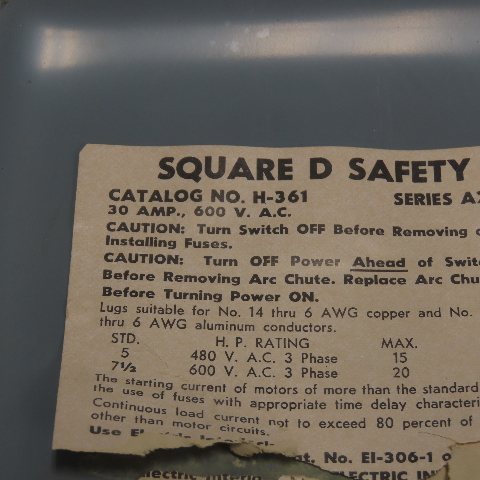 SQUARE D SAFETY
CATALOG NO. H-361 SERIES A
30 AMP., 600 V. A.C.
CAUTION: Turn Switch OFF Before Removing
Installing Fuses.
CAUTION: Turn OFF Power Ahead of Swit
Before Removing Arc Chute. Replace Arc Chu
Before Turning Power ON.
Lugs suitable for No. 14 thru 6 AWG copper and No.
thru 6 AWG aluminum conductors.
STD. H. P. RATING MAX.
5 480 V. A.C. 3 Phase 15
7½ 600 V. A.C. 3 Phase 20
The starting current of motors of more than the standard
the use of fuses with appropriate time delay characteri
Continuous load current not to exceed 80 percent of
other than motor circuits.
Use
No. EI-306-1
ECTRIC IN